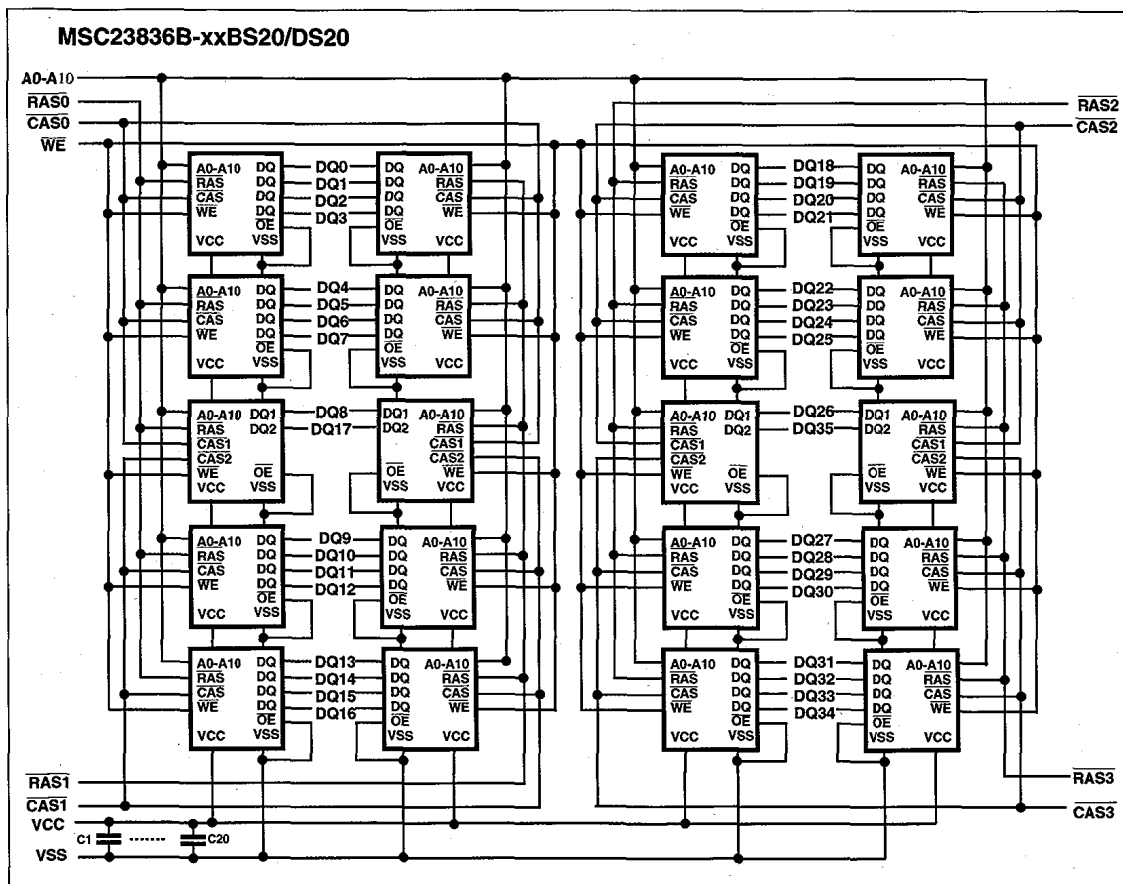 MSC23836B-xxBS20/DS20
A0-A10
RAS0 RAS2
CAS0 CAS2
WE
A0-A10 DQ DQ0 DQ A0-A10 A0-A10 DQ DQ18 DQ A0-A10
RAS DQ DQ1 DQ RAS RAS DQ DQ19 DQ RAS
CAS DQ DQ2 DQ CAS CAS DQ DQ20 DQ CAS
WE DQ DQ3 DQ WE WE DQ DQ21 DQ WE
OE OE OE OE
VCC VSS VSS VCC VCC VSS VSS VCC
A0-A10 DQ DQ4 DQ A0-A10 A0-A10 DQ DQ22 DQ A0-A10
RAS DQ DQ5 DQ RAS RAS DQ DQ23 DQ RAS
CAS DQ DQ6 DQ CAS CAS DQ DQ24 DQ CAS
WE DQ DQ7 DQ WE WE DQ DQ25 DQ WE
OE OE OE OE
VCC VSS VSS VCC VCC VSS VSS VCC
A0-A10 DQ1 DQ8 DQ1 A0-A10 A0-A10 DQ1 DQ26 DQ1 A0-A10
RAS DQ2 DQ17 DQ2 RAS RAS DQ2 DQ35 DQ2 RAS
CAS1 CAS1 CAS1 CAS1
CAS2 CAS2 CAS2 CAS2
WE OE OE WE WE OE OE WE
VCC VSS VSS VCC VCC VSS VSS VCC
A0-A10 DQ DQ9 DQ A0-A10 A0-A10 DQ DQ27 DQ A0-A10
RAS DQ DQ10 DQ RAS RAS DQ DQ28 DQ RAS
CAS DQ DQ11 DQ CAS CAS DQ DQ29 DQ CAS
WE DQ DQ12 DQ WE WE DQ DQ30 DQ WE
OE OE OE OE
VCC VSS VSS VCC VCC VSS VSS VCC
A0-A10 DQ DQ13 DQ A0-A10 A0-A10 DQ DQ31 DQ A0-A10
RAS DQ DQ14 DQ RAS RAS DQ DQ32 DQ RAS
CAS DQ DQ15 DQ CAS CAS DQ DQ33 DQ CAS
WE DQ DQ16 DQ WE WE DQ DQ34 DQ WE
OE OE OE OE
VCC VSS VSS VCC VCC VSS VSS VCC
RAS1 RAS3
CAS1 CAS3
VCC
C1 C20
VSS